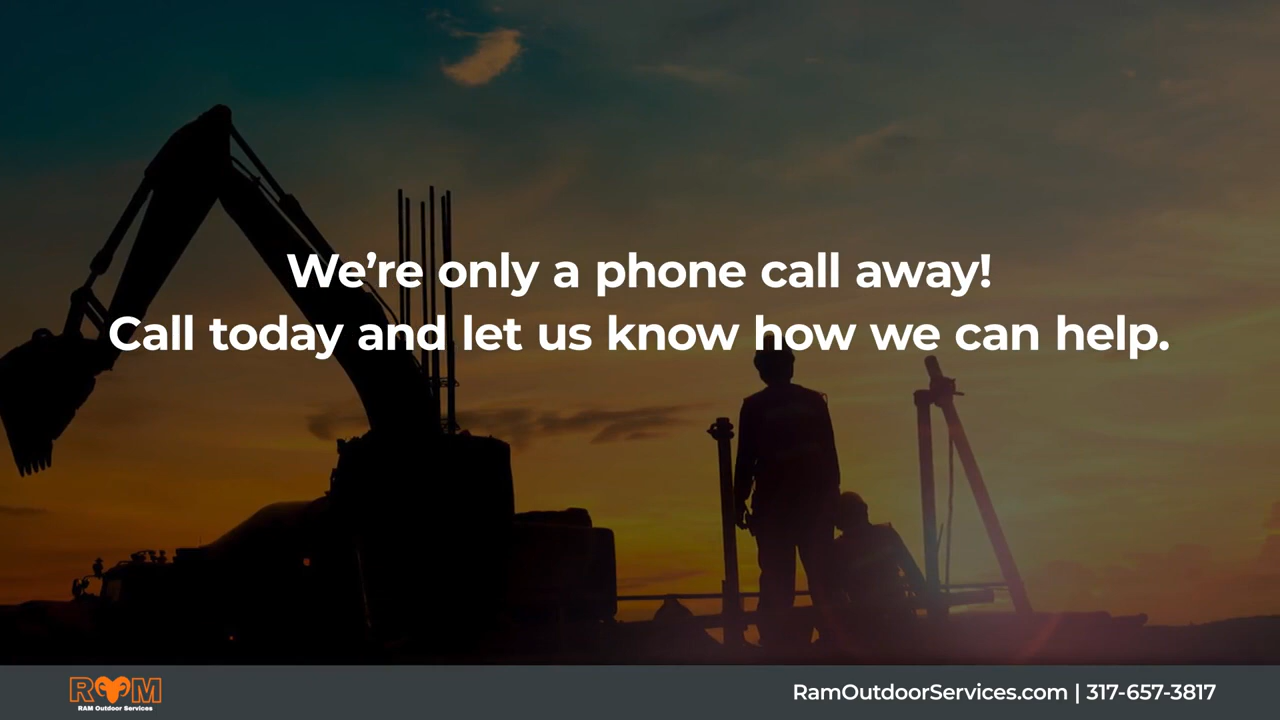 We’re only a phone call away!
Call today and let us know how we can help.
RAM
RAM Outdoor Services
RamOutdoorServices.com | 317-657-3817